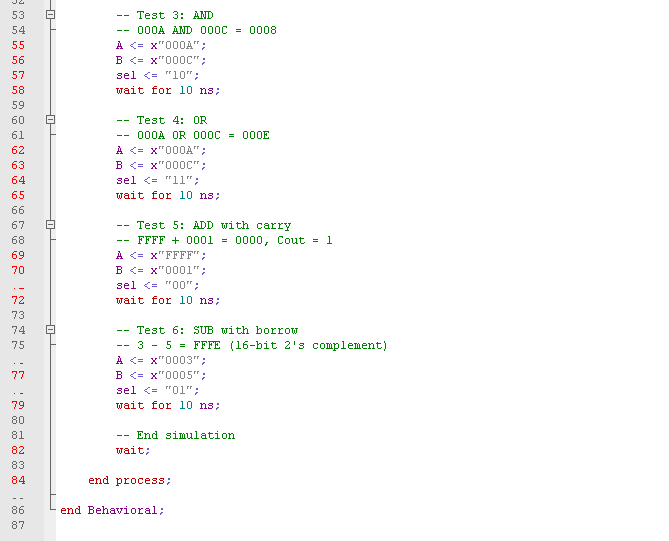 53 -- Test 3: AND
54 -- 000A AND 000C = 0008
55 A <= x"000A";
56 B <= x"000C";
57 sel <= "10";
58 wait for 10 ns;
59
60 -- Test 4: OR
61 -- 000A OR 000C = 000E
62 A <= x"000A";
63 B <= x"000C";
64 sel <= "11";
65 wait for 10 ns;
66
67 -- Test 5: ADD with carry
68 -- FFFF + 0001 = 0000, Cout = 1
69 A <= x"FFFF";
70 B <= x"0001";
sel <= "00";
72 wait for 10 ns;
73
74 -- Test 6: SUB with borrow
75 -- 3 - 5 = FFFE (16-bit 2's complement)
A <= x"0003";
77 B <= x"0005";
sel <= "01";
79 wait for 10 ns;
80
81 -- End simulation
82 wait;
83
84 end process;
86 end Behavioral;
87